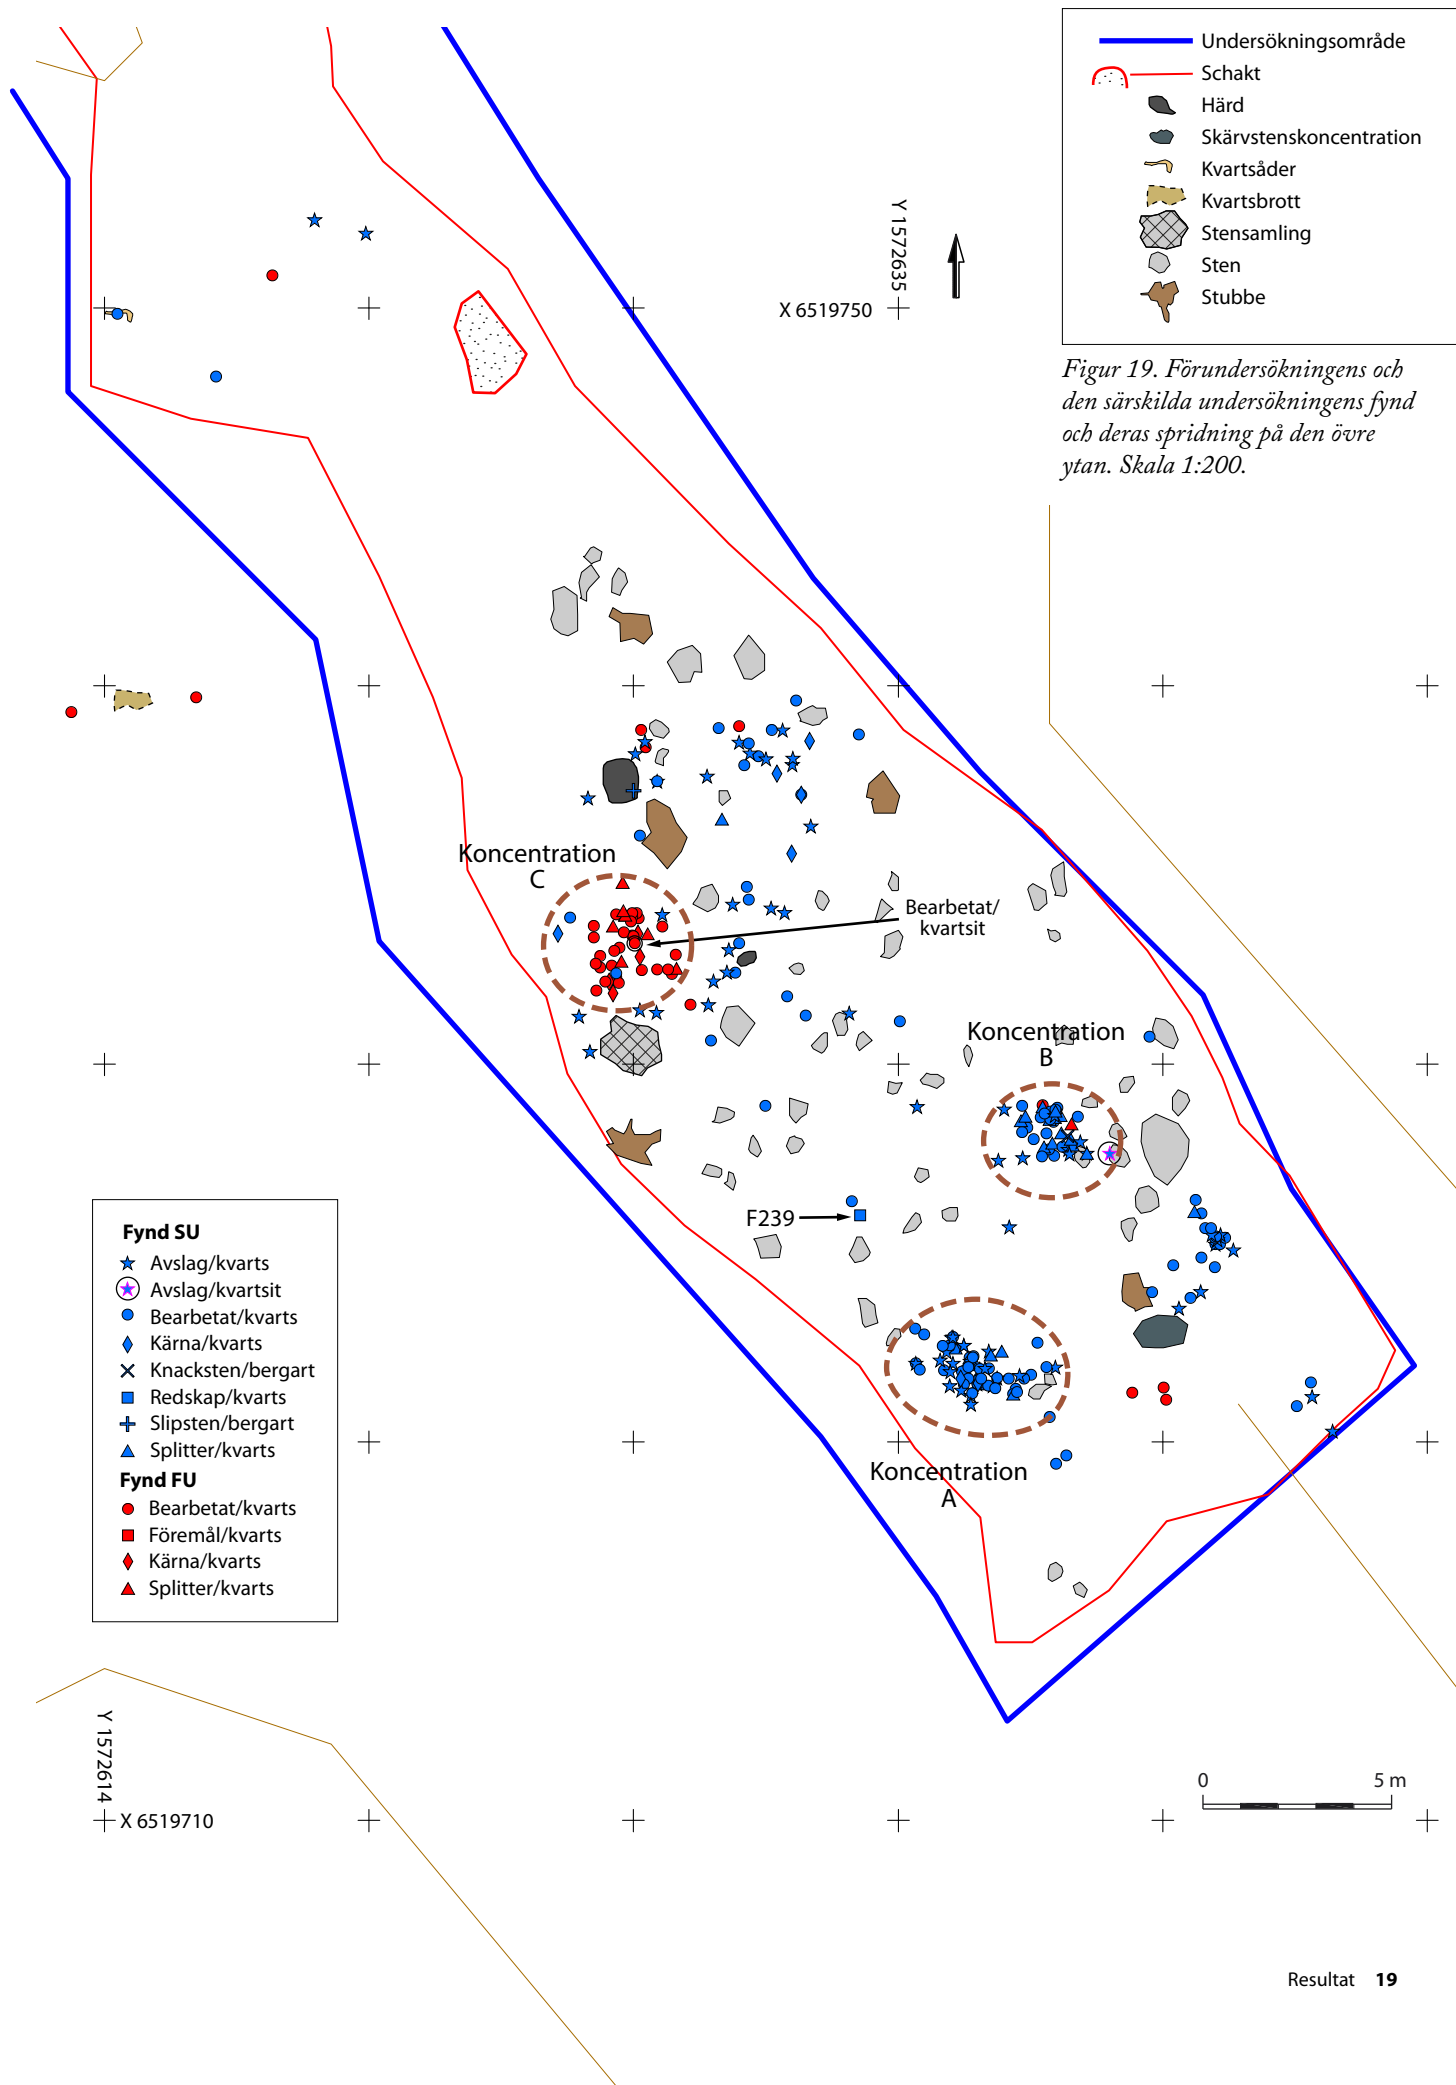 Undersökningsområde
Schakt
Härd
Skärvstenskoncentration
Kvartsåder
Kvartsbrott
Stensamling
Sten
Stubbe
Figur 19. Förundersökningens och
den särskilda undersökningens fynd
och deras spridning på den övre
ytan. Skala 1:200.
Y 1572635
X 6519750
Koncentration
C
Bearbetat/
kvartsit
Koncentration
B
F239
Koncentration
A
Fynd SU
Avslag/kvarts
Avslag/kvartsit
Bearbetat/kvarts
Kärna/kvarts
Knacksten/bergart
Redskap/kvarts
Slipsten/bergart
Splitter/kvarts
Fynd FU
Bearbetat/kvarts
Föremål/kvarts
Kärna/kvarts
Splitter/kvarts
Y 1572614
X 6519710
0 5 m
Resultat 19